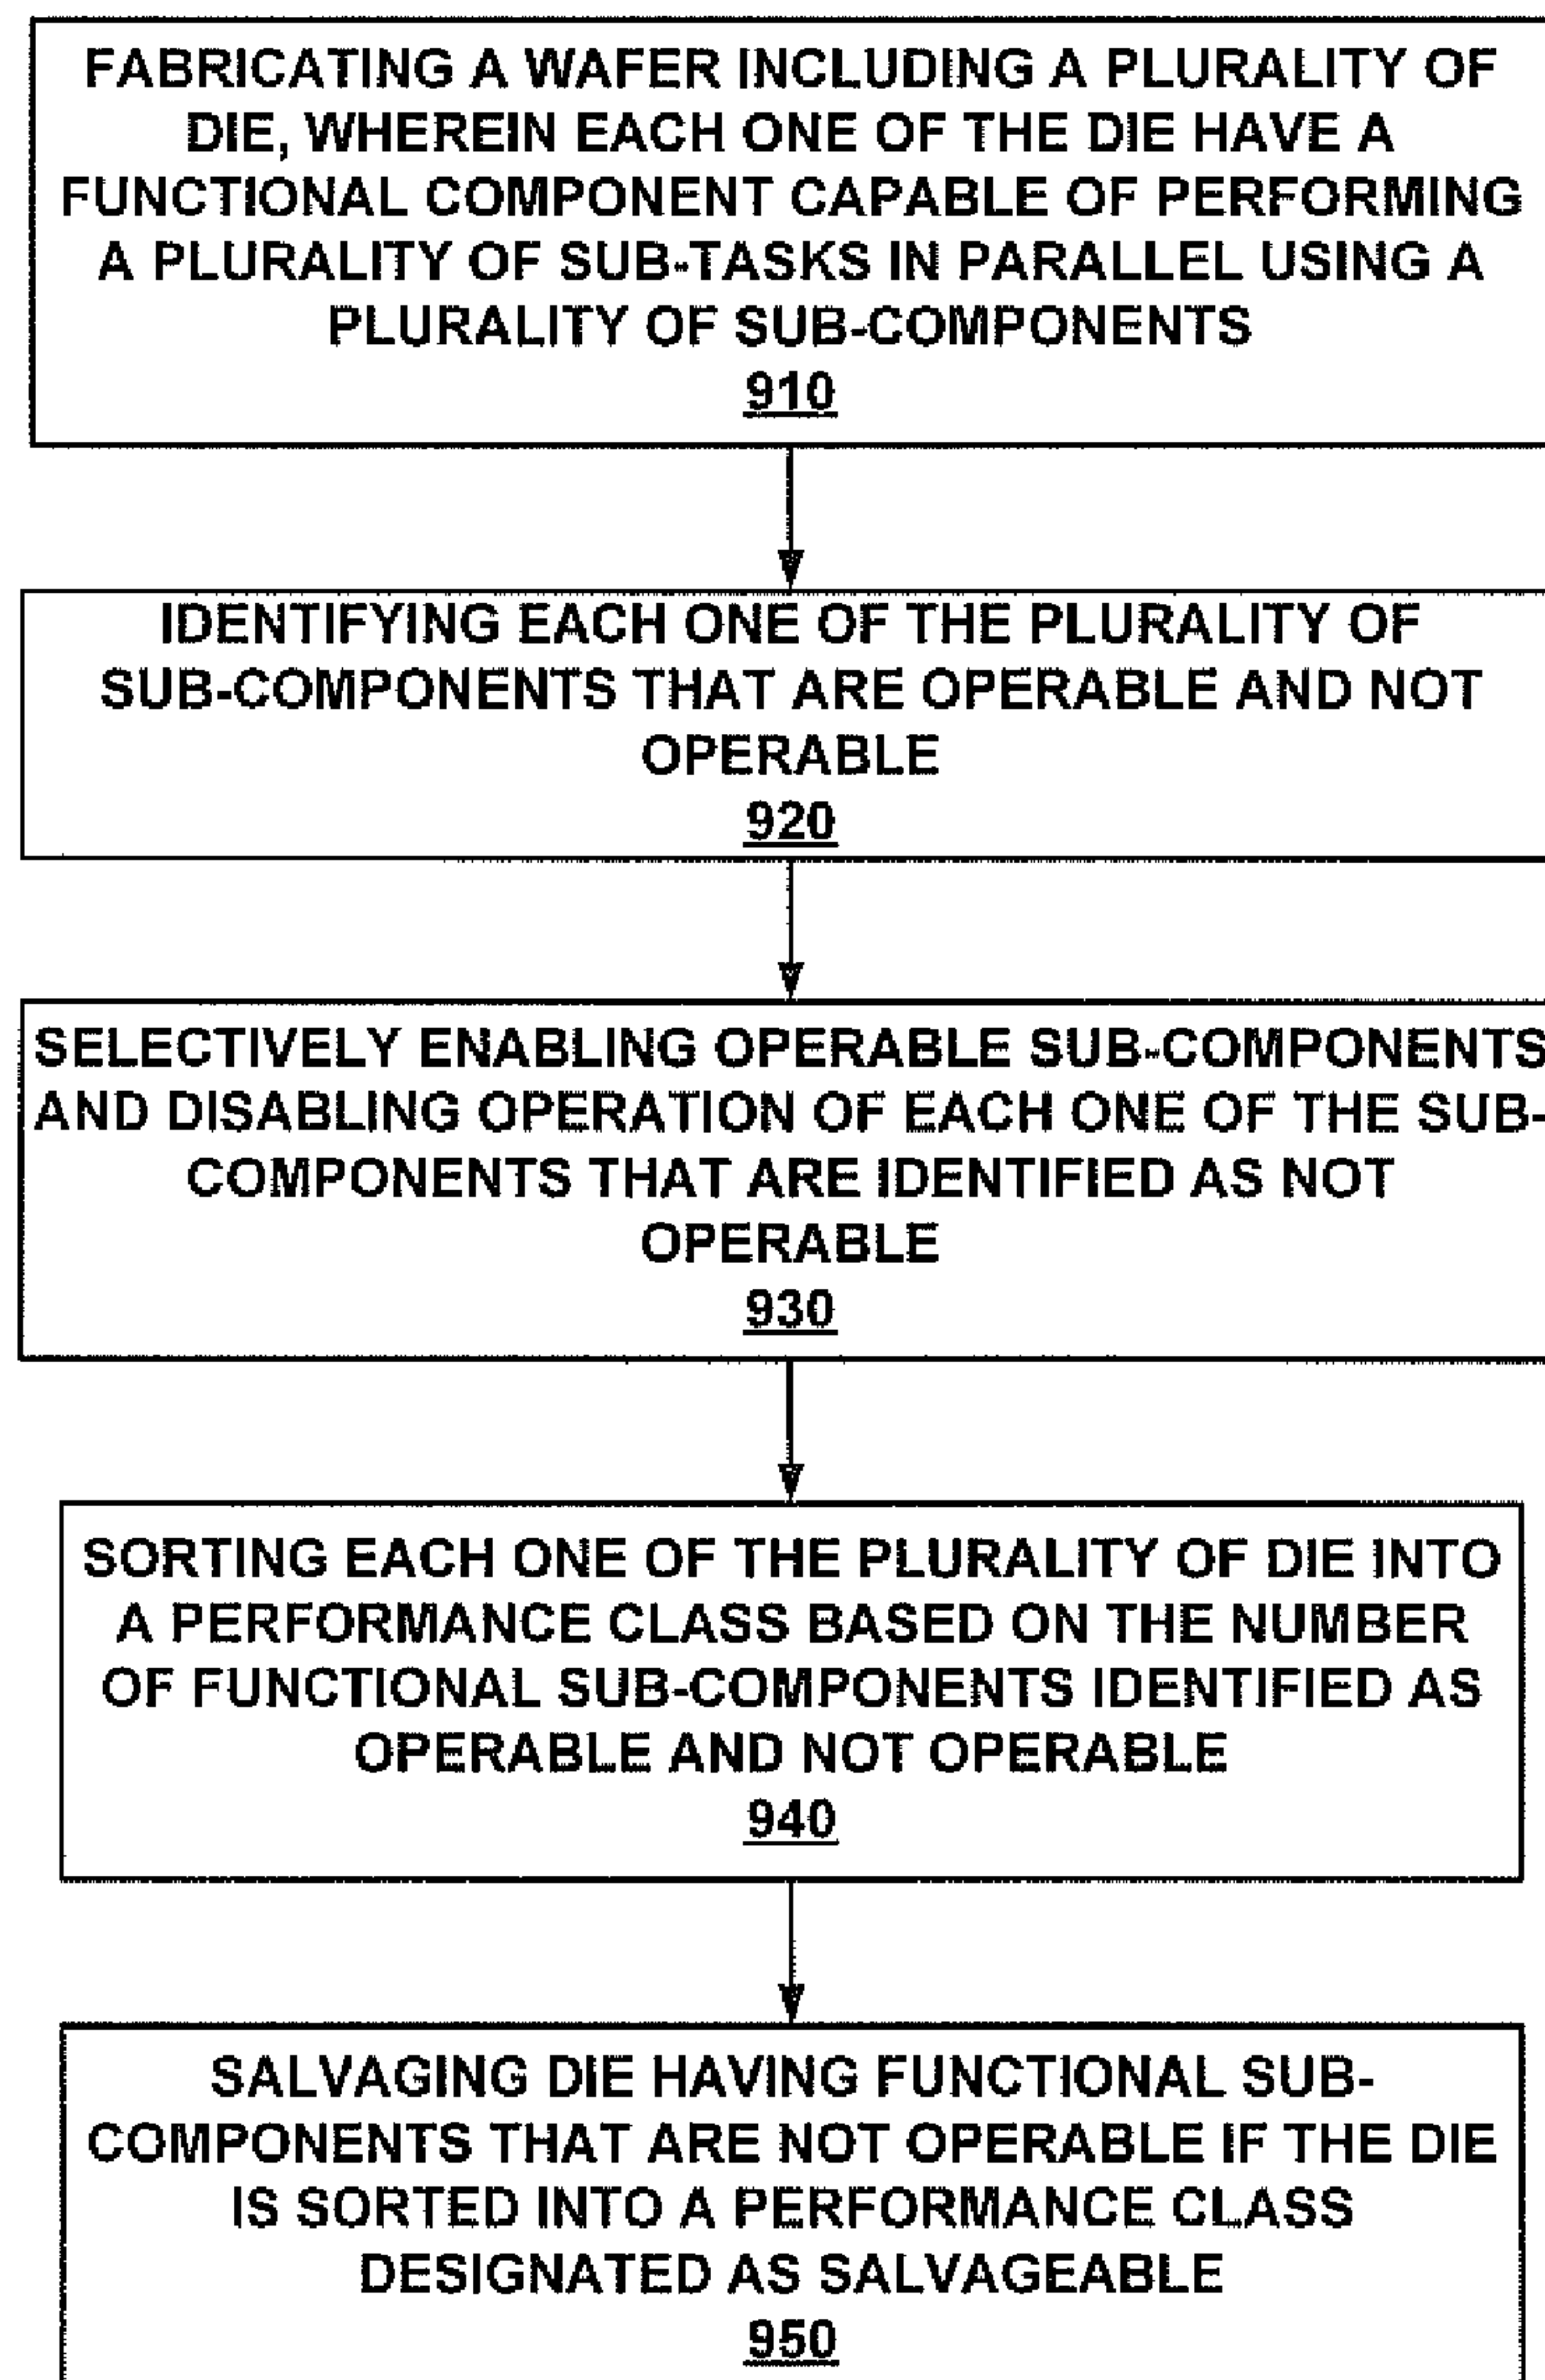 FABRICATING A WAFER INCLUDING A PLURALITY OF
DIE, WHEREIN EACH ONE OF THE DIE HAVE A
FUNCTIONAL COMPONENT CAPABLE OF PERFORMING
A PLURALITY OF SUB-TASKS IN PARALLEL USING A
PLURALITY OF SUB-COMPONENTS
910
IDENTIFYING EACH ONE OF THE PLURALITY OF
SUB-COMPONENTS THAT ARE OPERABLE AND NOT
OPERABLE
920
SELECTIVELY ENABLING OPERABLE SUB-COMPONENTS
AND DISABLING OPERATION OF EACH ONE OF THE SUB-
COMPONENTS THAT ARE IDENTIFIED AS NOT
OPERABLE
930
SORTING EACH ONE OF THE PLURALITY OF DIE INTO
A PERFORMANCE CLASS BASED ON THE NUMBER
OF FUNCTIONAL SUB-COMPONENTS IDENTIFIED AS
OPERABLE AND NOT OPERABLE
940
SALVAGING DIE HAVING FUNCTIONAL SUB-
COMPONENTS THAT ARE NOT OPERABLE IF THE DIE
IS SORTED INTO A PERFORMANCE CLASS
DESIGNATED AS SALVAGEABLE
950